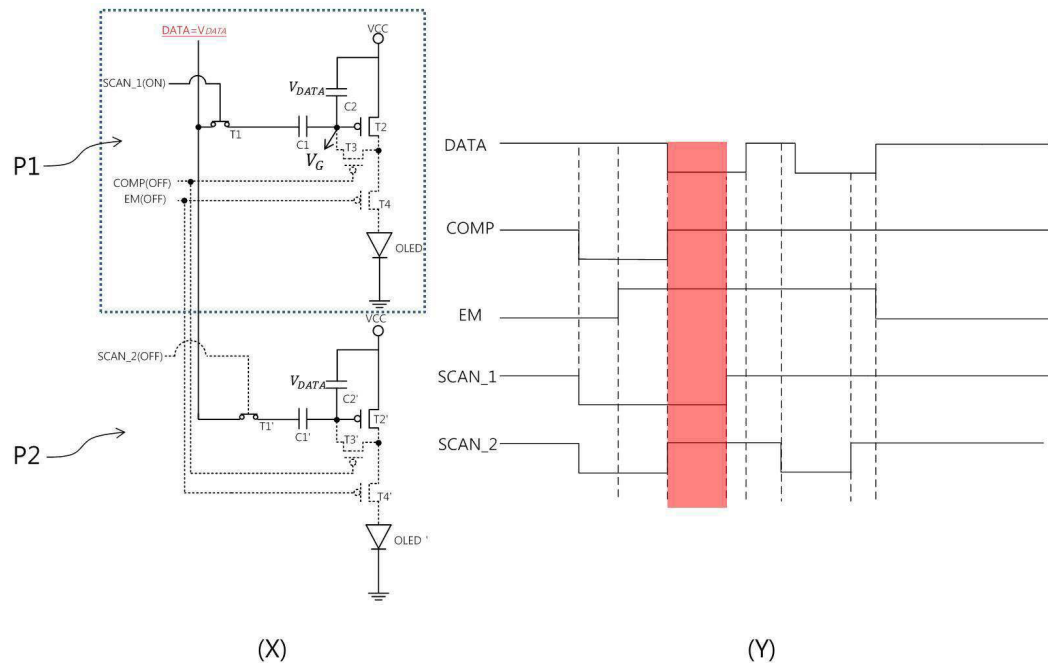 DATA=VDATA
VCC
SCAN_1(ON)
VDATA
C2
T1
C1
T2
T3
VG
P1
COMP(OFF)
EM(OFF)
T4
OLED
VCC
SCAN_2(OFF)
VDATA
C2'
T1'
C1'
T2'
T3'
P2
T4'
OLED '
(X)
DATA
COMP
EM
SCAN_1
SCAN_2
(Y)